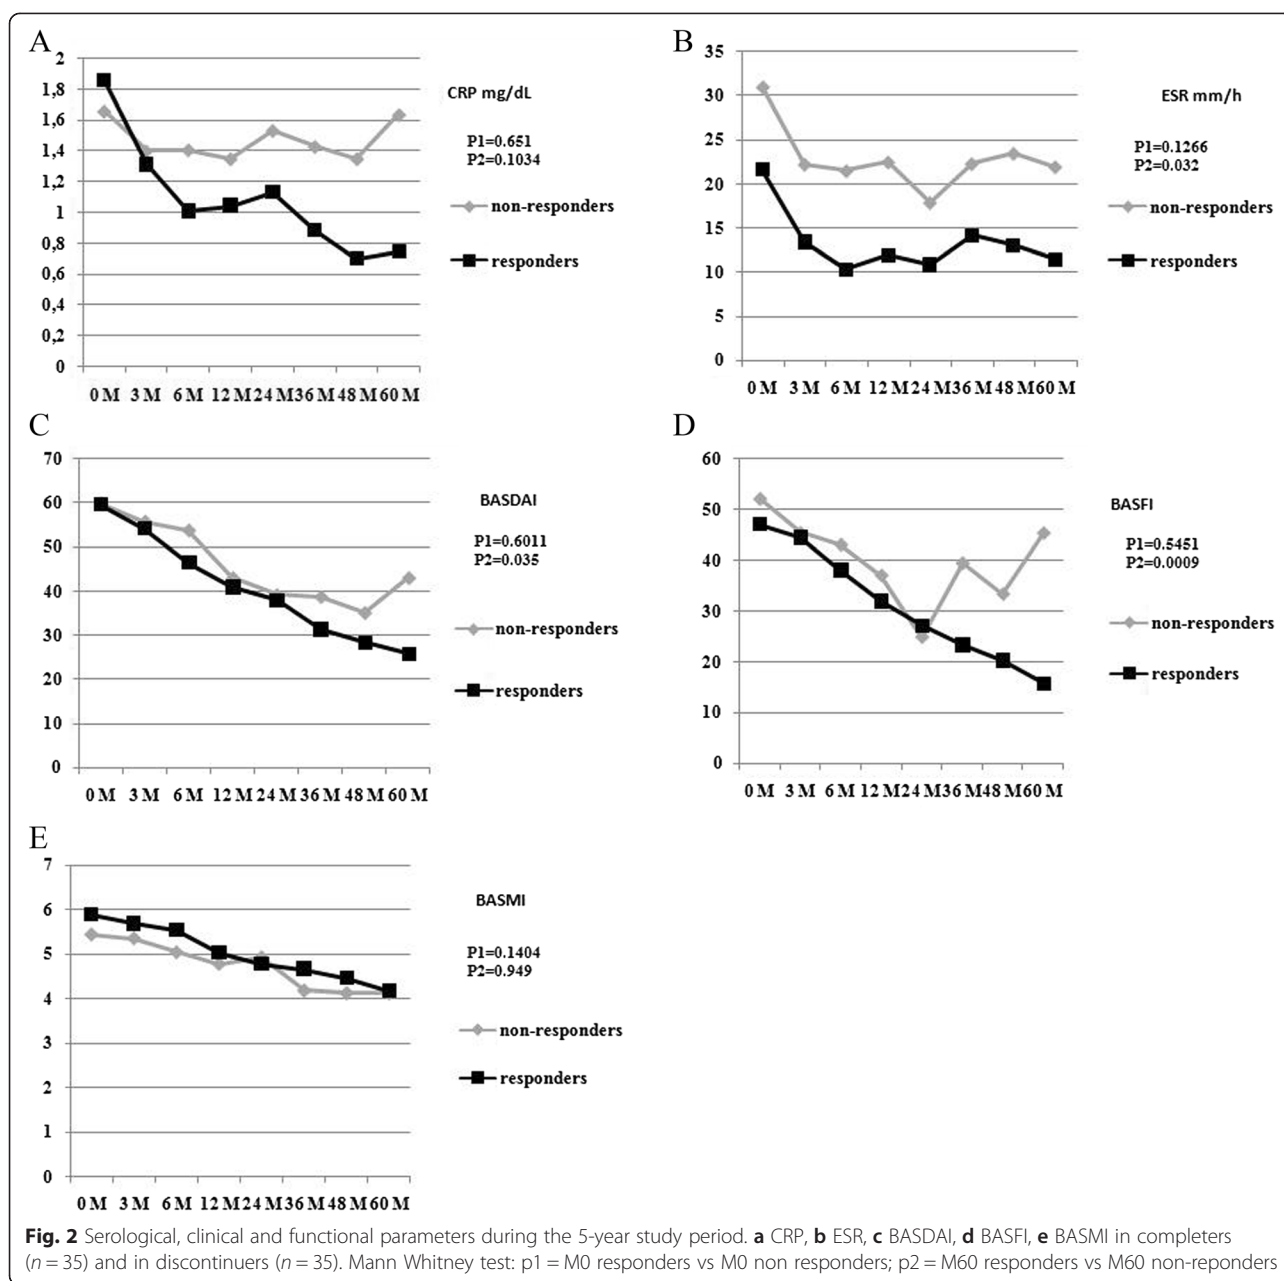 A
2
1,8
1,6
1,4
1,2
1
0,8
0,6
0,4
0,2
0
0 M 3 M 6 M 12 M 24 M 36 M 48 M 60 M
CRP mg/dL
P1=0.651
P2=0.1034
non-responders
responders
B
35
30
25
20
15
10
5
0
0 M 3 M 6 M 12 M 24 M 36 M 48 M 60 M
ESR mm/h
P1=0.1266
P2=0.032
non-responders
responders
C
70
60
50
40
30
20
10
0
0 M 3 M 6 M 12 M 24 M 36 M 48 M 60 M
BASDAI
P1=0.6011
P2=0.035
non-responders
responders
D
60
50
40
30
20
10
0
0 M 3 M 6 M 12 M 24 M 36 M 48 M 60 M
BASFI
P1=0.5451
P2=0.0009
non-responders
responders
E
7
6
5
4
3
2
1
0
0 M 3 M 6 M 12 M 24 M 36 M 48 M 60 M
BASMI
P1=0.1404
P2=0.949
non-responders
responders
Fig. 2 Serological, clinical and functional parameters during the 5-year study period. a CRP, b ESR, c BASDAI, d BASFI, e BASMI in completers
(n = 35) and in discontinuers (n = 35). Mann Whitney test: p1 = M0 responders vs M0 non responders; p2 = M60 responders vs M60 non-reponders